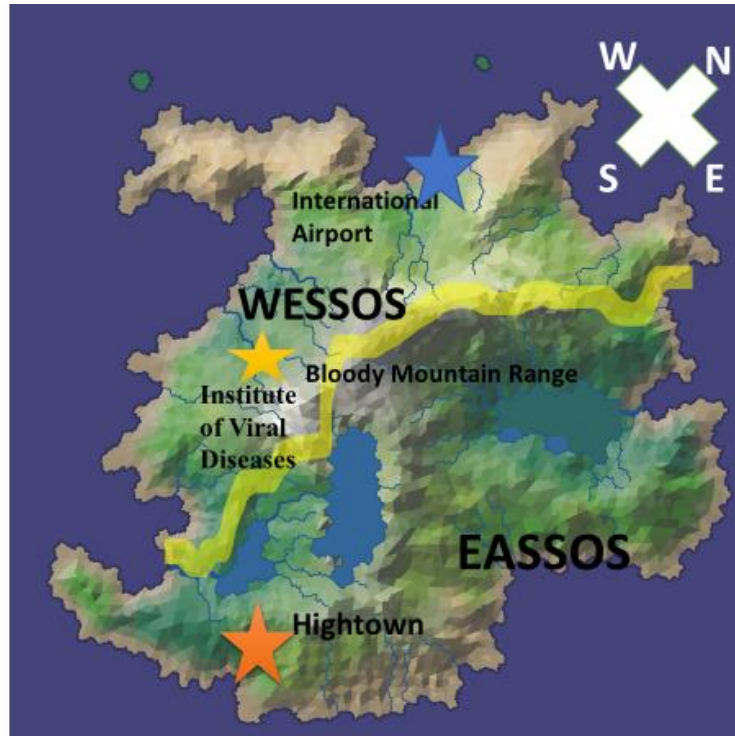 W N
S E
International
Airport
WESSOS
Bloody Mountain Range
Institute
of Viral
Diseases
EASSOS
Hightown